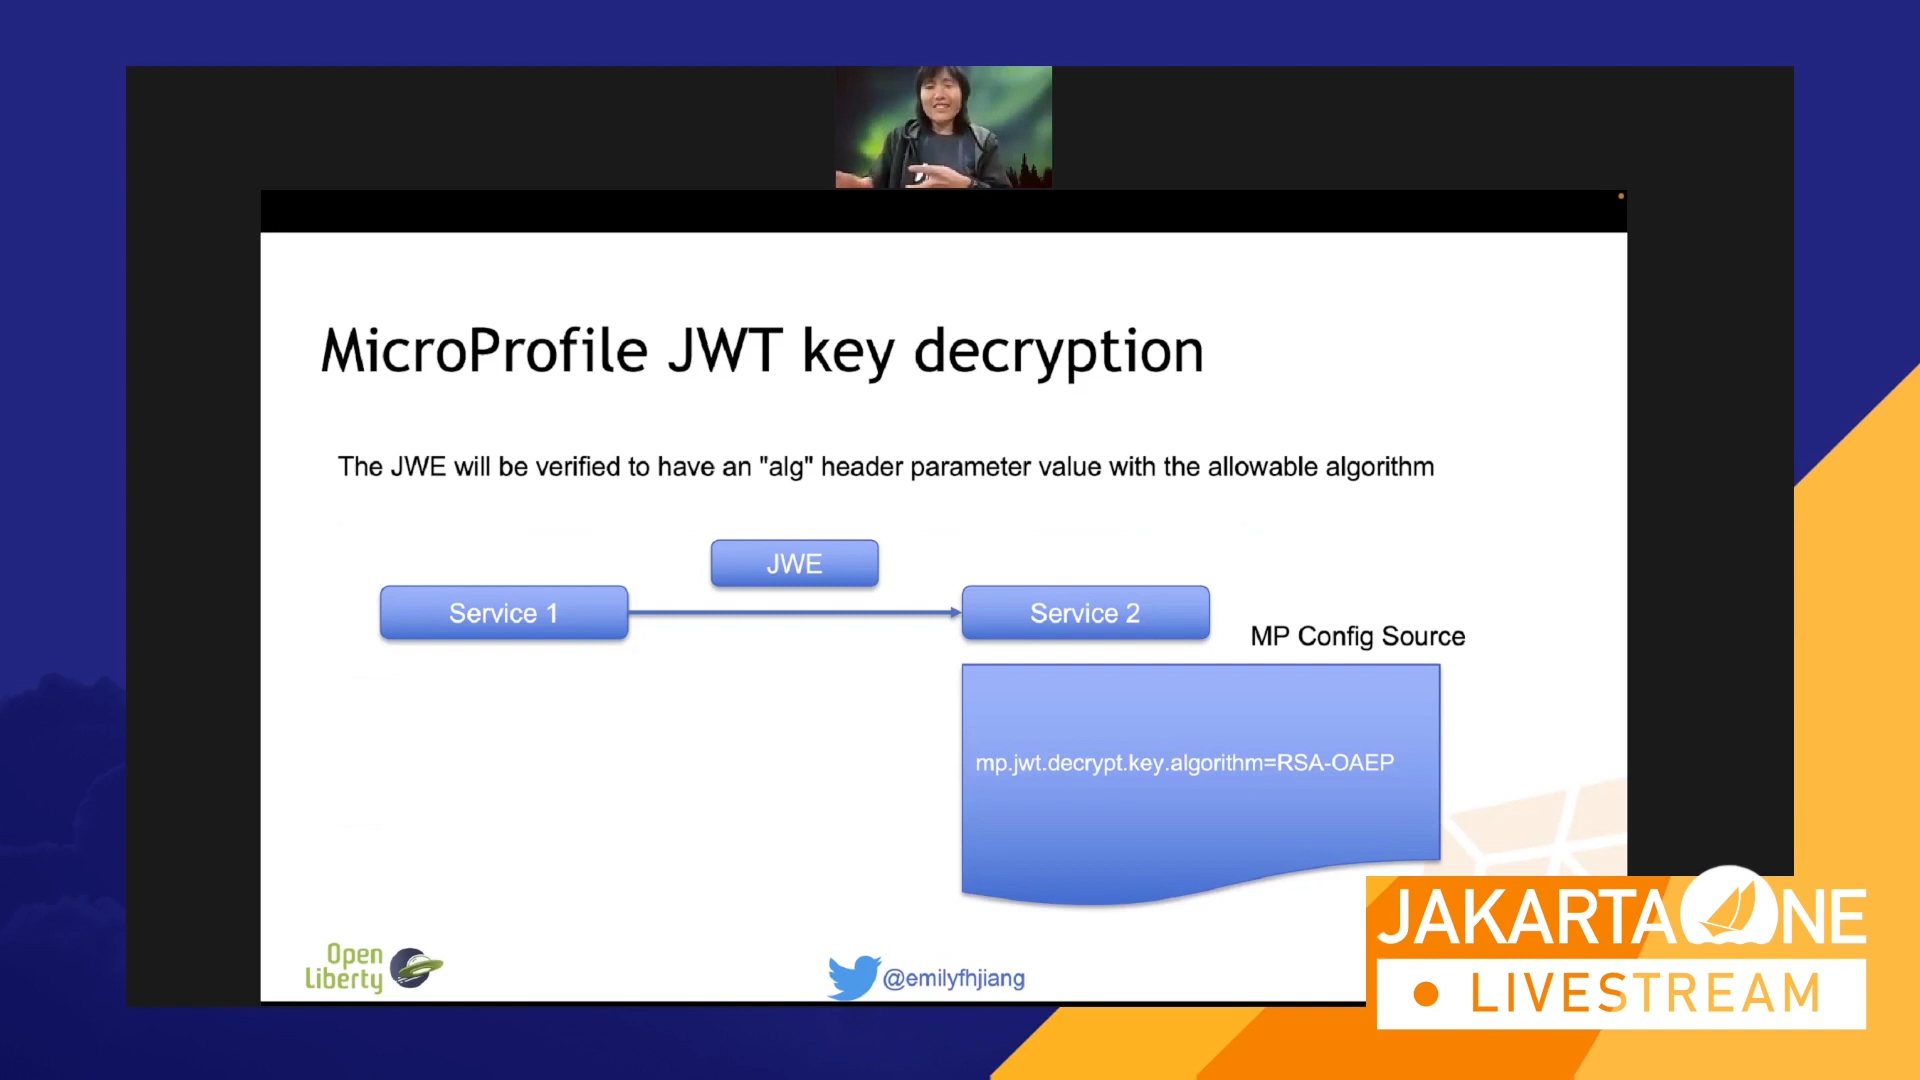 MicroProfile JWT key decryption
The JWE will be verified to have an "alg" header parameter value with the allowable algorithm
JWE
Service 1
Service 2
MP Config Source
mp.jwt.decrypt.key.algorithm=RSA-OAEP
Open
Liberty
@emilyfhjiang
JAKARTAONE
LIVESTREAM